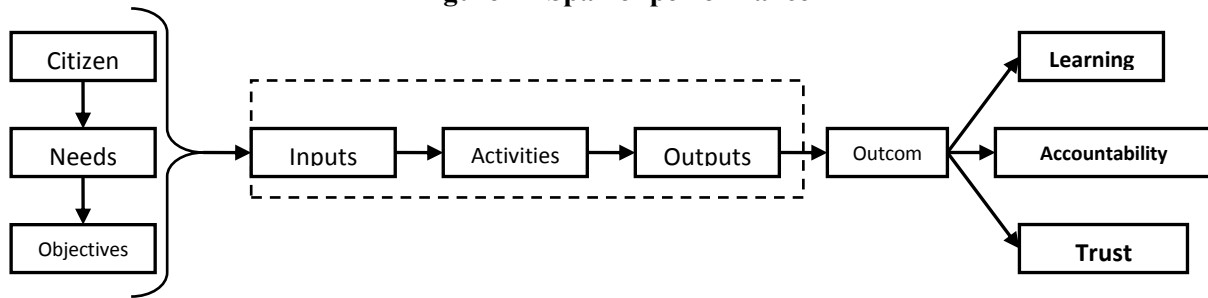 Citizen
Needs
Objectives
Inputs
Activities
Outputs
Outcom
Learning
Accountability
Trust